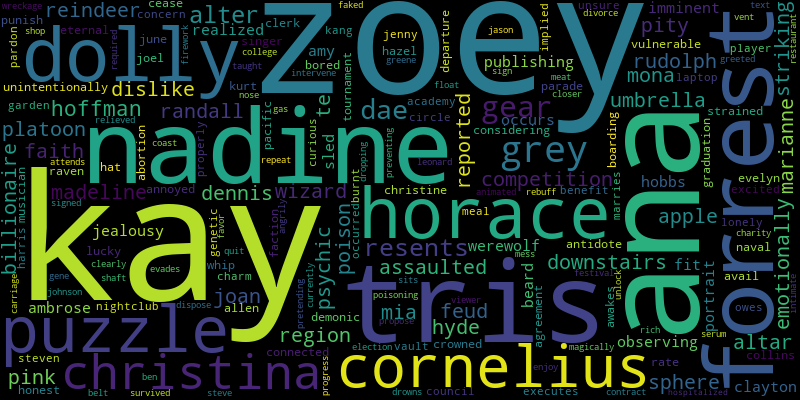 wreckage
reindeer
cease
punish
concern
eternal
alter
clerk
faked
divorce
unsure
imminent
text
vent
pardon
shop
june
joel
required
firework
realized
singer
college
taught
kang
jenny
hazel
greene
jason
departure
implied
pity
vulnerable
player
restaurant
dolly
zoey
amy
bored
intervene
sign
meat
publishing
parade
closer
rudolph
mona
laptop
greeted
striking
unintentionally
dislike
kurt
nose
tournament
float
academy
gear
occurs
umbrella
strained
garden
hoffman
randall
te
gas
dae
circle
reported
considering
boarding
platoon
faith
raven
hat
abortion
properly
relieved
pacific
curious
sled
burnt
dropping
preventing
grey
graduation
marianne
nadine
coast
repeat
leonard
competition
hobbs
evelyn
attends
animated
excited
billionaire
madeline
annoyed
dennis
wizard
christine
rebuff
benefit
marries
apple
lonely
musician
harris
signed
kay
jealousy
genetic
favor
faction
angrily
poison
occurred
horace
meal
ana
forrest
charity
naval
emotionally
intimate
lucky
quit
psychic
resents
werewolf
antidote
clearly
gene
shaft
evades
whip
charm
pretending
currently
assaulted
beard
mess
downstairs
fit
portrait
avail
johnson
carriage
joan
sits
festival
unlock
awakes
poisoning
viewer
tris
rich
owes
ambrose
nightclub
dispose
allen
demonic
mia
feud
crowned
propose
agreement
serum
puzzle
region
hyde
observing
altar
steven
connected
election
vault
magically
rate
collins
pink
christina
progress
cornelius
enjoy
sphere
clayton
honest
ben
belt
survived
steve
drowns
council
executes
contract
hospitalized